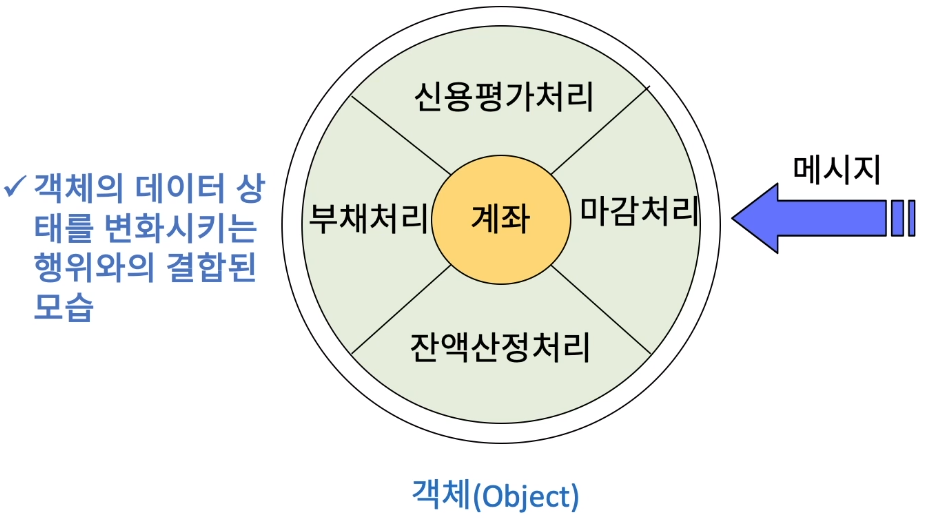 신용평가처리
메시지
✓ 객체의 데이터 상
태를 변화시키는
행위와의 결합된
모습
부채처리
계좌
마감처리
잔액산정처리
객체(Object)